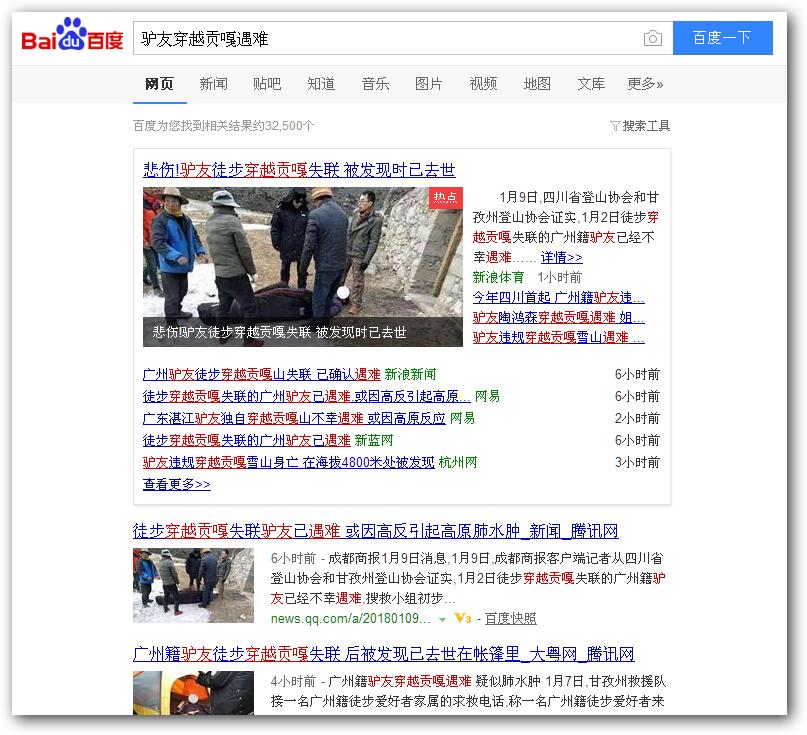 Bai du 百度
驴友穿越贡嘎遇难
百度一下
网页 新闻 贴吧 知道 音乐 图片 视频 地图 文库 更多»
百度为您找到相关结果约32,500个
搜索工具
悲伤!驴友徒步穿越贡嘎失联 被发现时已去世
热点
悲伤!驴友徒步穿越贡嘎失联 被发现时已去世
1月9日,四川省登山协会和甘
孜州登山协会证实,1月2日徒步穿
越贡嘎失联的广州籍驴友已经不
幸遇难…… 详情>>
新浪体育 1小时前
今年四川首起 广州籍驴友违...
驴友陶鸿森穿越贡嘎遇难 姐...
驴友违规穿越贡嘎雪山遇难 ...
广州驴友徒步穿越贡嘎山失联 已确认遇难 新浪新闻 6小时前
徒步穿越贡嘎失联的广州驴友已遇难,或因高反引起高原... 网易 6小时前
广东湛江驴友独自穿越贡嘎山不幸遇难 或因高原反应 网易 2小时前
徒步穿越贡嘎失联的广州驴友已遇难 新蓝网 6小时前
驴友违规穿越贡嘎雪山身亡 在海拔4800米处被发现 杭州网 3小时前
查看更多>>
徒步穿越贡嘎失联驴友已遇难 或因高反引起高原肺水肿_新闻_腾讯网
6小时前 - 成都商报1月9日消息,1月9日,成都商报客户端记者从四川省
登山协会和甘孜州登山协会证实,1月2日徒步穿越贡嘎失联的广州籍驴
友已经不幸遇难,搜救小组初步...
news.qq.com/a/20180109... V3 - 百度快照
广州籍驴友徒步穿越贡嘎失联 后被发现已去世在帐篷里_大粤网_腾讯网
4小时前 - 广州籍驴友穿越贡嘎遇难 疑似肺水肿 1月7日,甘孜州救援队
接一名广州籍徒步爱好者家属的求救电话,称一名广州籍徒步爱好者来